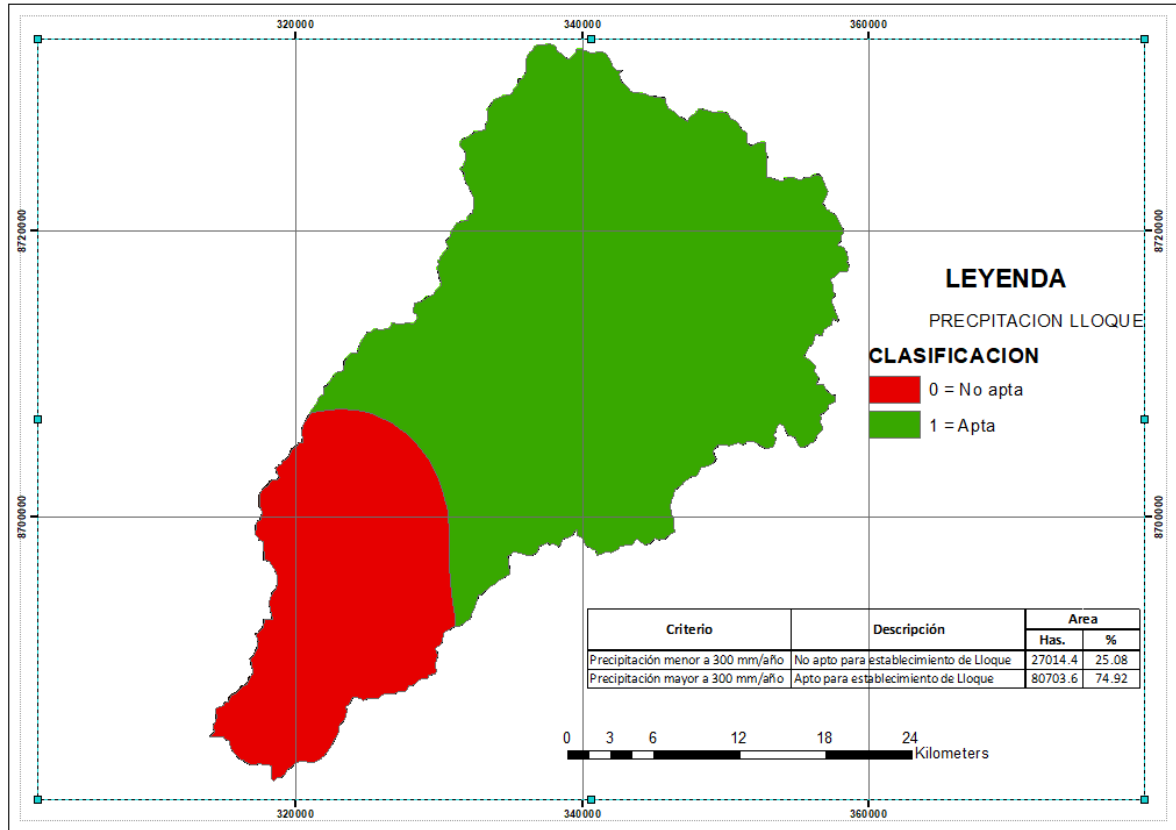 320000 340000 360000
8720000 8720000
LEYENDA
PRECPITACION LLOQUE
CLASIFICACION
0 = No apta
1 = Apta
8700000 8700000
Criterio Descripción Area
Has. %
Precipitación menor a 300 mm/año No apto para establecimiento de Lloque 27014.4 25.08
Precipitación mayor a 300 mm/año Apto para establecimiento de Lloque 80703.6 74.92
0 3 6 12 18 24
Kilometers
320000 340000 360000